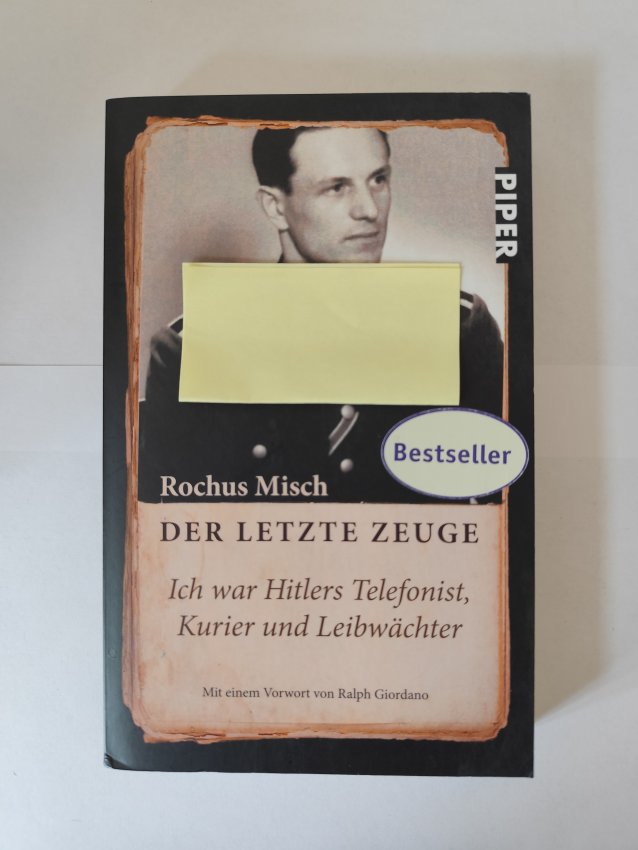 PIPER
Bestseller
Rochus Misch
DER LETZTE ZEUGE
Ich war Hitlers Telefonist,
Kurier und Leibwächter
Mit einem Vorwort von Ralph Giordano